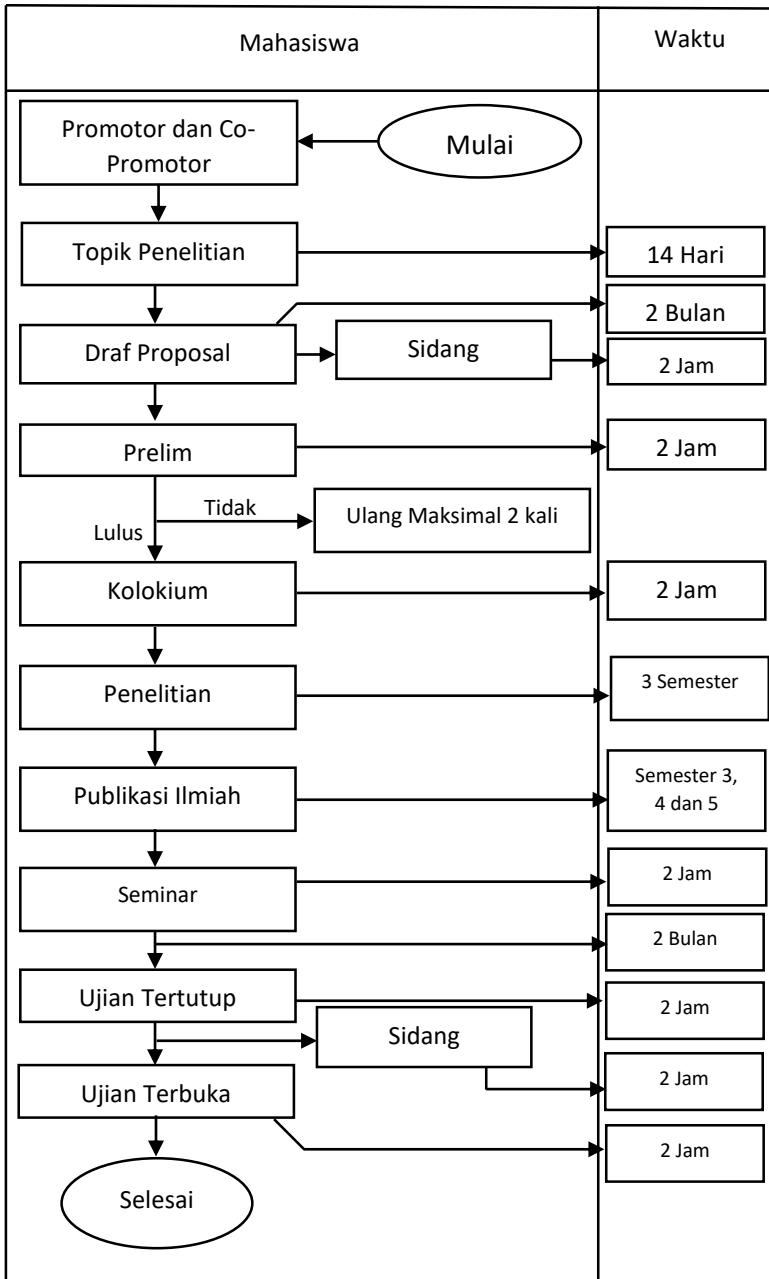 Mahasiswa
Waktu
Promotor dan Co-
Promotor
Mulai
Topik Penelitian
14 Hari
2 Bulan
Draf Proposal
Sidang
2 Jam
Prelim
2 Jam
Tidak
Ulang Maksimal 2 kali
Lulus
Kolokium
2 Jam
Penelitian
3 Semester
Publikasi Ilmiah
Semester 3,
4 dan 5
Seminar
2 Jam
2 Bulan
Ujian Tertutup
2 Jam
Sidang
2 Jam
Ujian Terbuka
2 Jam
Selesai